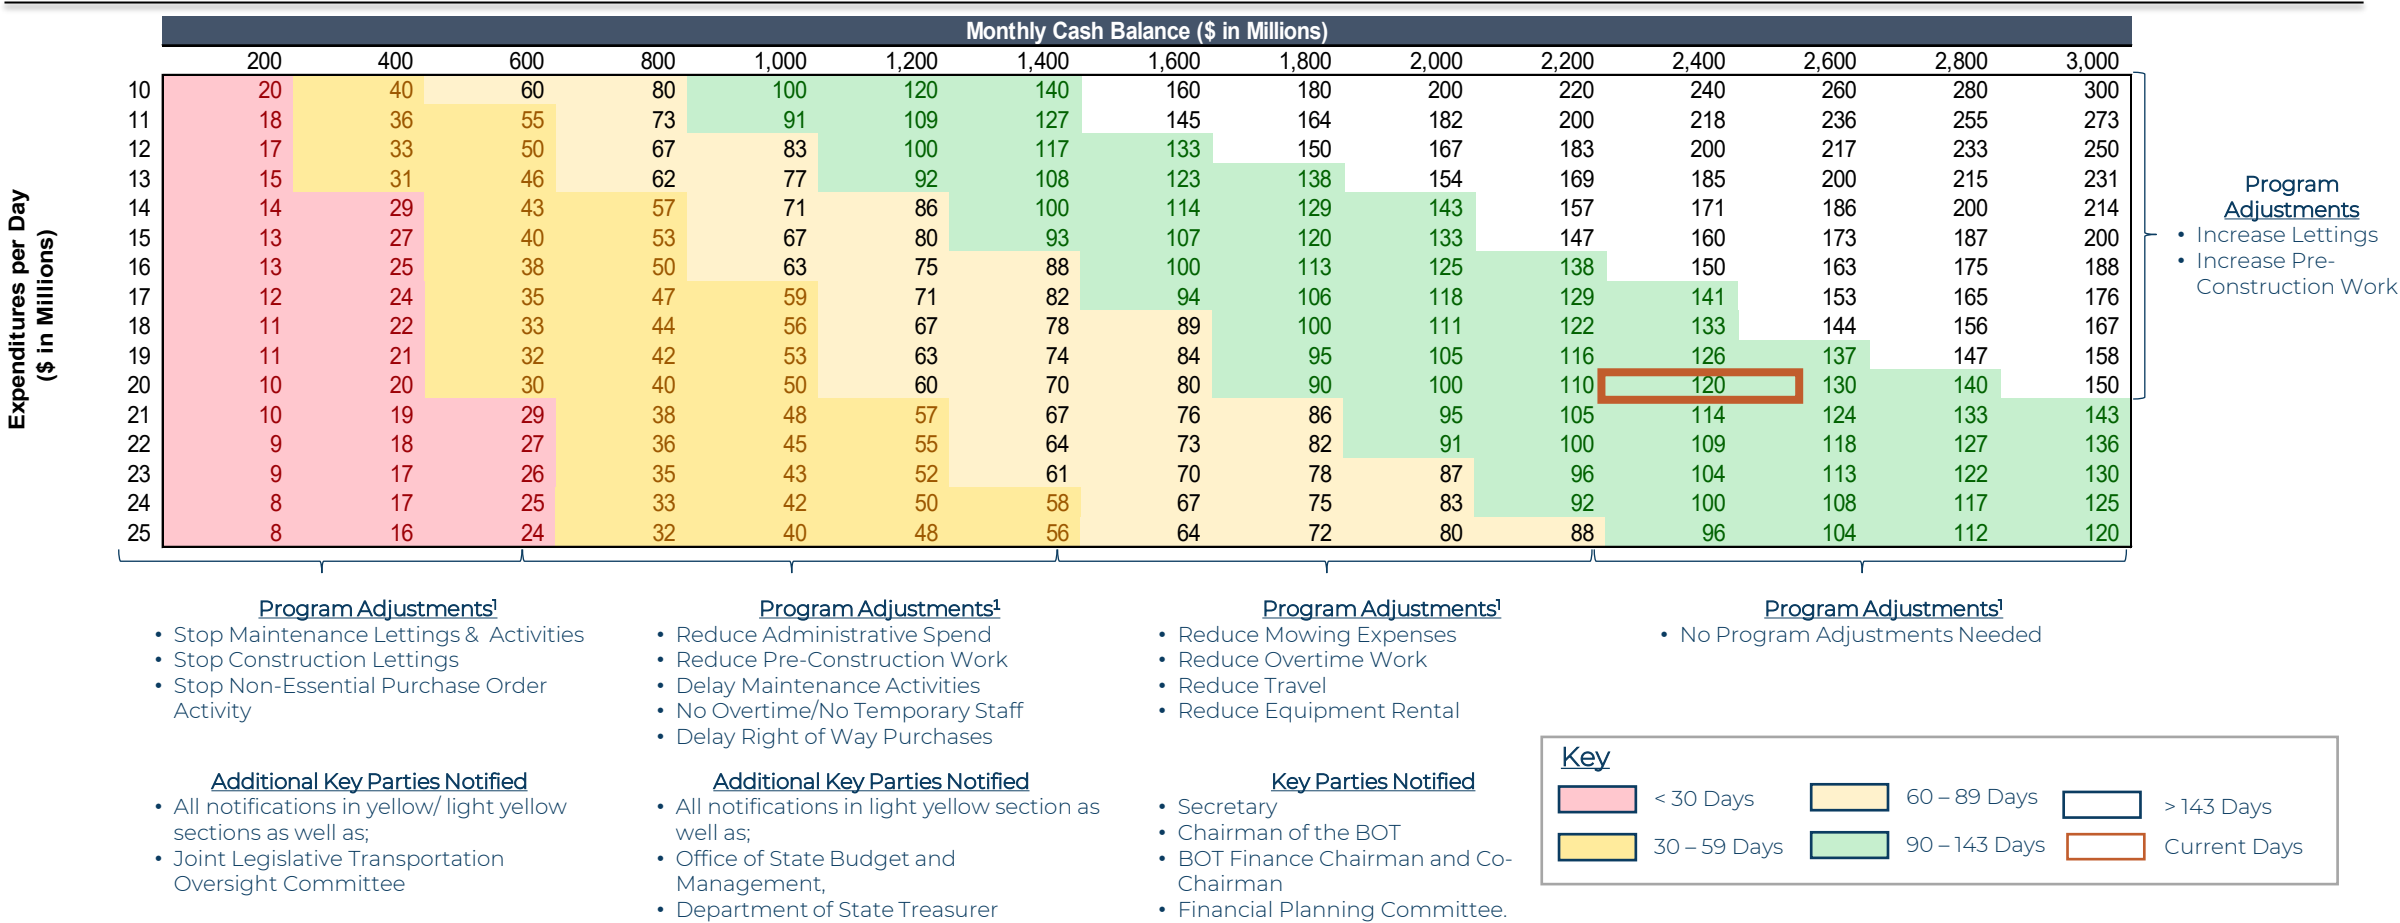 Monthly Cash Balance ($ in Millions)
200 400 600 800 1,000 1,200 1,400 1,600 1,800 2,000 2,200 2,400 2,600 2,800 3,000
Expenditures per Day
($ in Millions)
10 20 40 60 80 100 120 140 160 180 200 220 240 260 280 300
11 18 36 55 73 91 109 127 145 164 182 200 218 236 255 273
12 17 33 50 67 83 100 117 133 150 167 183 200 217 233 250
13 15 31 46 62 77 92 108 123 138 154 169 185 200 215 231
14 14 29 43 57 71 86 100 114 129 143 157 171 186 200 214
15 13 27 40 53 67 80 93 107 120 133 147 160 173 187 200
16 13 25 38 50 63 75 88 100 113 125 138 150 163 175 188
17 12 24 35 47 59 71 82 94 106 118 129 141 153 165 176
18 11 22 33 44 56 67 78 89 100 111 122 133 144 156 167
19 11 21 32 42 53 63 74 84 95 105 116 126 137 147 158
20 10 20 30 40 50 60 70 80 90 100 110 120 130 140 150
21 10 19 29 38 48 57 67 76 86 95 105 114 124 133 143
22 9 18 27 36 45 55 64 73 82 91 100 109 118 127 136
23 9 17 26 35 43 52 61 70 78 87 96 104 113 122 130
24 8 17 25 33 42 50 58 67 75 83 92 100 108 117 125
25 8 16 24 32 40 48 56 64 72 80 88 96 104 112 120
Program
Adjustments
• Increase Lettings
• Increase Pre-
Construction Work
Program Adjustments¹
• Stop Maintenance Lettings & Activities
• Stop Construction Lettings
• Stop Non-Essential Purchase Order
Activity
Additional Key Parties Notified
• All notifications in yellow/ light yellow
sections as well as;
• Joint Legislative Transportation
Oversight Committee
Program Adjustments¹
• Reduce Administrative Spend
• Reduce Pre-Construction Work
• Delay Maintenance Activities
• No Overtime/No Temporary Staff
• Delay Right of Way Purchases
Additional Key Parties Notified
• All notifications in light yellow section as
well as;
• Office of State Budget and
Management,
• Department of State Treasurer
Program Adjustments¹
• Reduce Mowing Expenses
• Reduce Overtime Work
• Reduce Travel
• Reduce Equipment Rental
Key Parties Notified
• Secretary
• Chairman of the BOT
• BOT Finance Chairman and Co-
Chairman
• Financial Planning Committee.
Program Adjustments¹
• No Program Adjustments Needed
Key
< 30 Days
60 – 89 Days
> 143 Days
30 – 59 Days
90 – 143 Days
Current Days